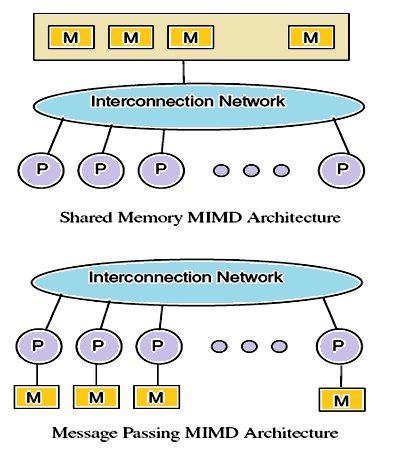 M M M M
Interconnection Network
P P P P
Shared Memory MIMD Architecture
Interconnection Network
P P P P
M M M M
Message Passing MIMD Architecture